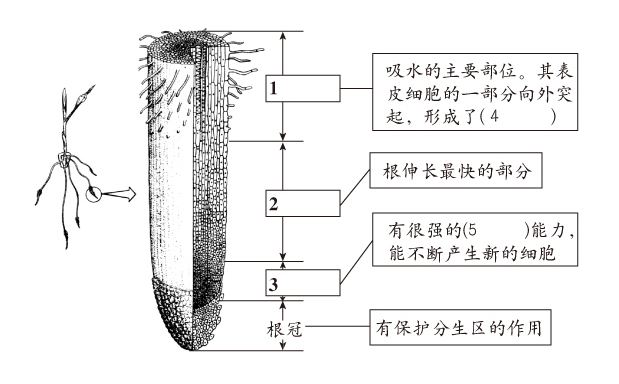 1
吸水的主要部位。其表
皮细胞的一部分向外突
起，形成了(4 )
2
根伸长最快的部分
3
有很强的(5 )能力，
能不断产生新的细胞
根冠
有保护分生区的作用